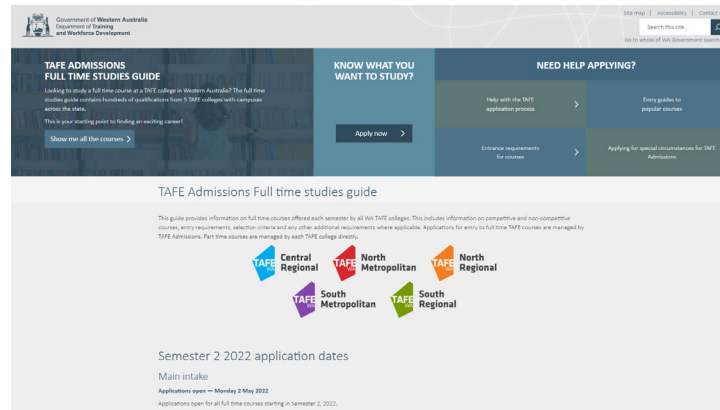 Government of Western Australia
Department of Training
and Workforce Development
Site map | Accessibility | Contact
Search this site ..
Go to whole of WA Government search
TAFE ADMISSIONS
FULL TIME STUDIES GUIDE
Looking to study a full time course at a TAFE college in Western Australia? The full time
studies guide contains hundreds of qualifications from 5 TAFE colleges with campuses
across the state.
This is your starting point to finding an exciting career!
Show me all the courses >
KNOW WHAT YOU
WANT TO STUDY?
Apply now >
NEED HELP APPLYING?
Help with the TAFE
application process >
Entry guides to
popular courses
Entrance requirements
for courses >
Applying for special circumstances for TAFE
Admissions
TAFE Admissions Full time studies guide
This guide provides information on full time courses offered each semester by all WA TAFE colleges. This includes information on competitive and non-competitive
courses, entry requirements, selection criteria and any other additional requirements where applicable. Applications for entry to full time TAFE courses are managed by
TAFE Admissions. Part time courses are managed by each TAFE college directly.
TAFE WA Central Regional
TAFE WA North Metropolitan
TAFE WA North Regional
TAFE WA South Metropolitan
TAFE WA South Regional
Semester 2 2022 application dates
Main intake
Applications open — Monday 2 May 2022
Applications open for all full time courses starting in Semester 2, 2022.